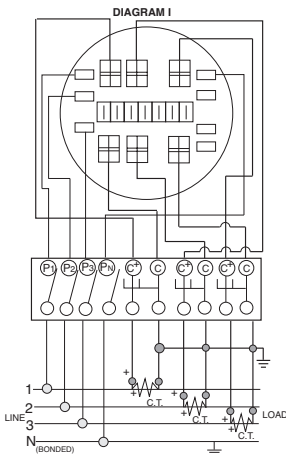 DIAGRAM I
P1 P2 P3 PN C+ C C+ C C+ C
+
1
C.T.
+
2
+
LINE
C.T.
+
LOAD
3
+
C.T.
N
(BONDED)